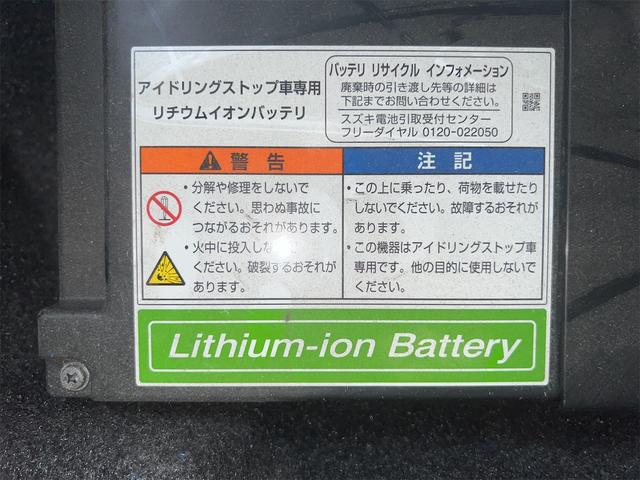 アイドリングストップ車専用
リチウムイオンバッテリ
バッテリ リサイクル インフォメーション
廃棄時の引き渡し先等の詳細は
下記までお問い合わせください。
スズキ電池引取受付センター
フリーダイヤル 0120-022050
警告
・分解や修理をしないで
ください。思わぬ事故に
つながるおそれがあります。
・火中に投入し
ください。破裂するおそれが
あります。
注記
・この上に乗ったり、荷物を載せたり
しないでください。故障するおそれが
あります。
・この機器はアイドリングストップ車
専用です。他の目的に使用しないで
ください。
Lithium-ion Battery